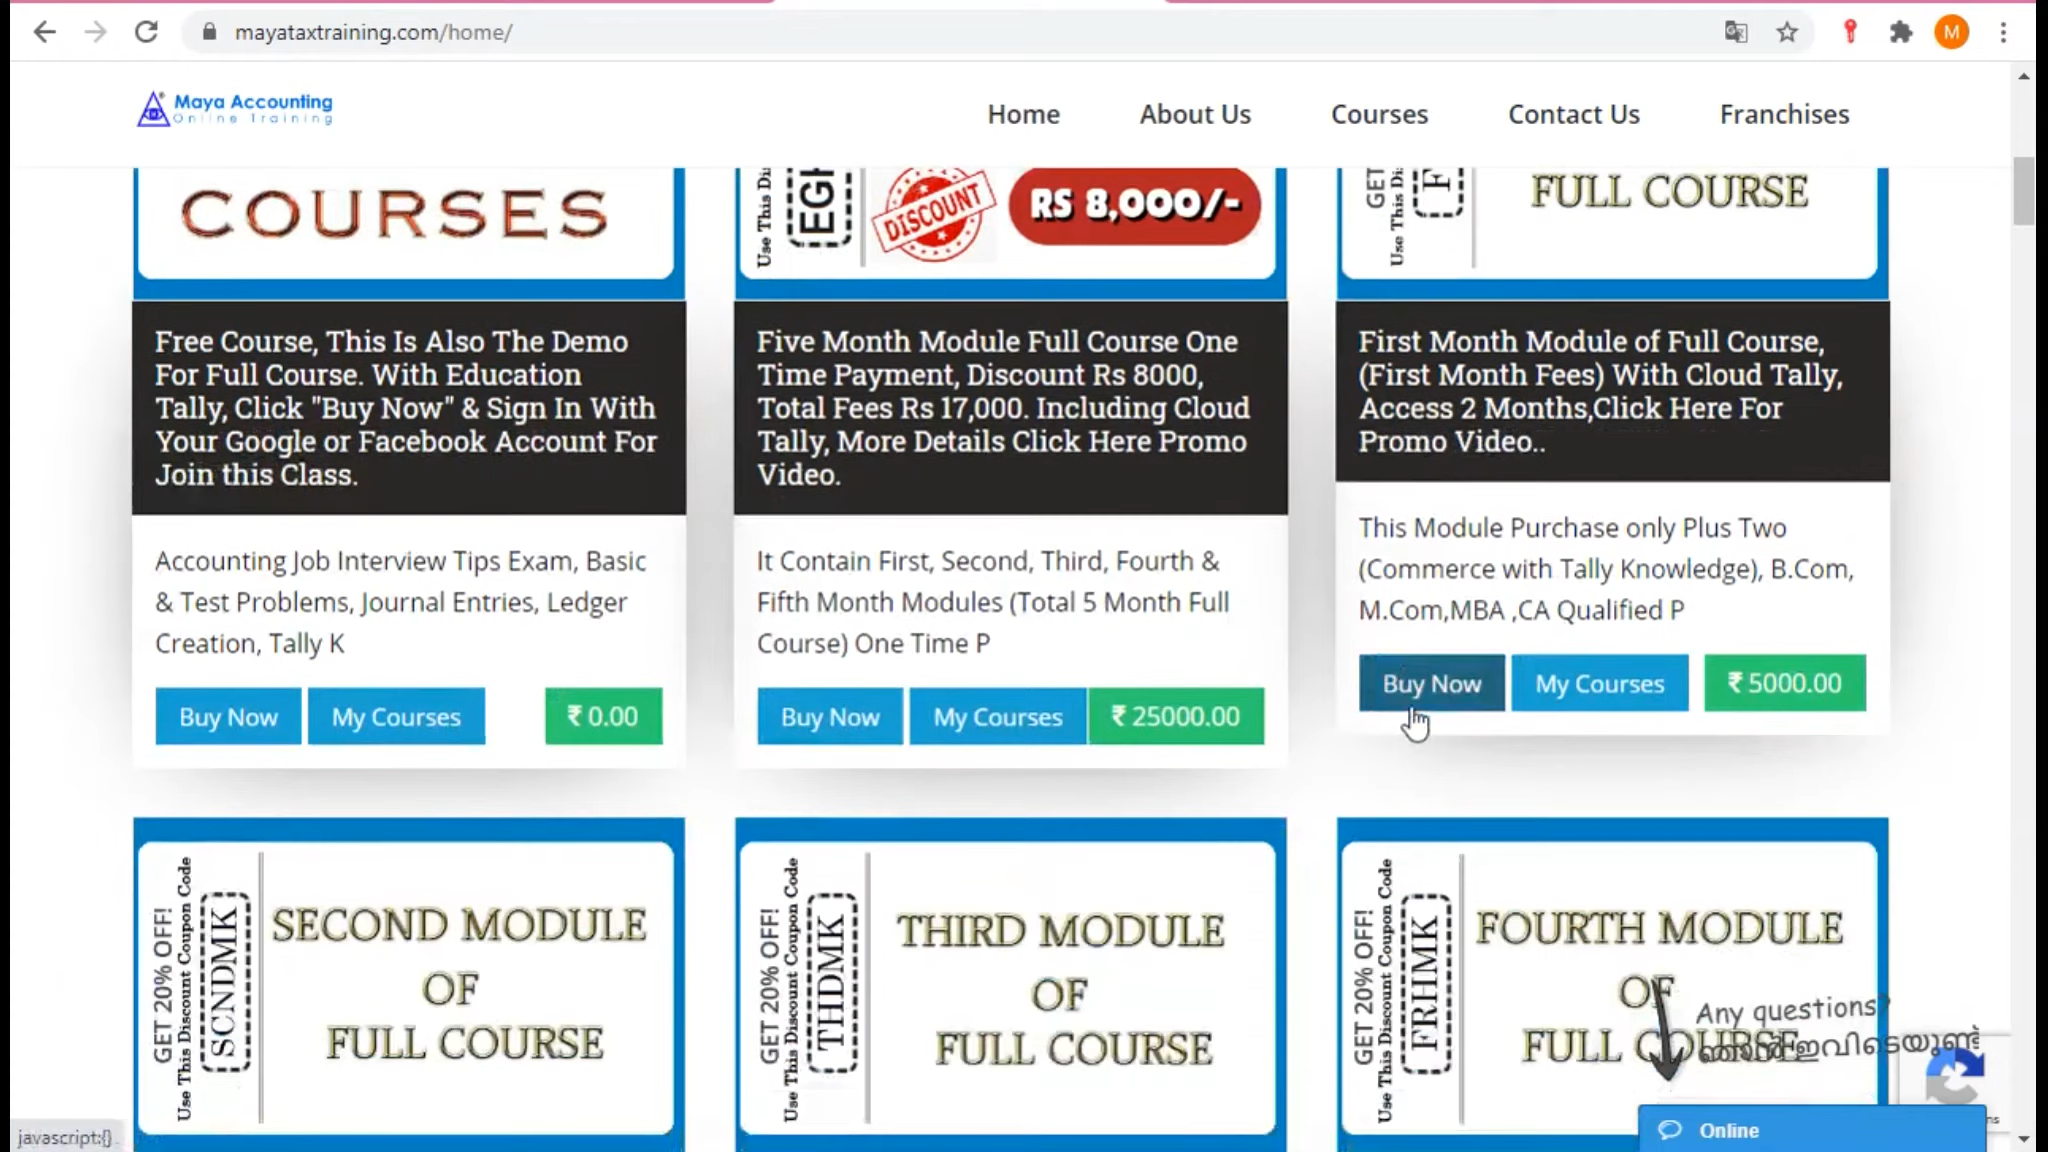 mayataxtraining.com/home/
M
Maya Accounting
Online Training
Home
About Us
Courses
Contact Us
Franchises
COURSES
Use This Di
EGF
DISCOUNT
RS 8,000/-
GET
Use This Di
F
FULL COURSE
Free Course, This Is Also The Demo
For Full Course. With Education
Tally, Click "Buy Now" & Sign In With
Your Google or Facebook Account For
Join this Class.
Accounting Job Interview Tips Exam, Basic
& Test Problems, Journal Entries, Ledger
Creation, Tally K
Buy Now
My Courses
₹ 0.00
Five Month Module Full Course One
Time Payment, Discount Rs 8000,
Total Fees Rs 17,000. Including Cloud
Tally, More Details Click Here Promo
Video.
It Contain First, Second, Third, Fourth &
Fifth Month Modules (Total 5 Month Full
Course) One Time P
Buy Now
My Courses
₹ 25000.00
First Month Module of Full Course,
(First Month Fees) With Cloud Tally,
Access 2 Months,Click Here For
Promo Video..
This Module Purchase only Plus Two
(Commerce with Tally Knowledge), B.Com,
M.Com,MBA ,CA Qualified P
Buy Now
My Courses
₹ 5000.00
GET 20% OFF!
Use This Discount Coupon Code
SCNDMK
SECOND MODULE
OF
FULL COURSE
GET 20% OFF!
Use This Discount Coupon Code
THDMK
THIRD MODULE
OF
FULL COURSE
GET 20% OFF!
Use This Discount Coupon Code
FRHMK
FOURTH MODULE
OF
FULL COURSE
Any questions?
ഞാൻ ഇവിടെയുണ്ട്
Online
javascript:{}